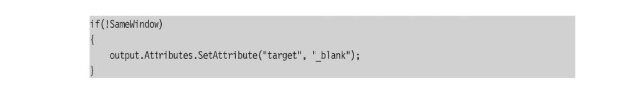 if(!SameWindow)
{
    output.Attributes.SetAttribute("target", "_blank");
}